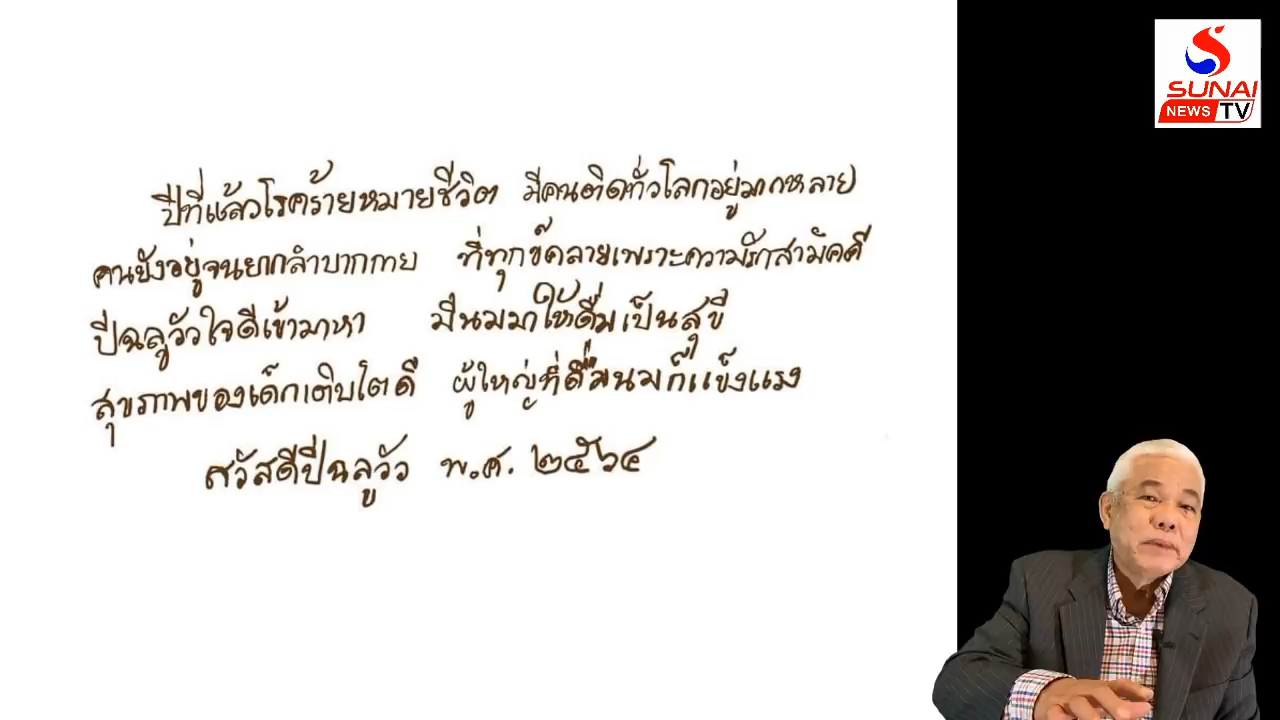 ปีที่แล้วโรคร้ายหมายชีวิต มีคนติดทั่วโลกอยู่มากหลาย
คนยังอยู่จนยากลำบากกาย ที่ทุกข์คลายเพราะความรักสามัคคี
ปีฉลูวัวใจดีเข้ามาหา มีนมมาให้ดื่มเป็นสุขี
สุขภาพของเด็กเติบโตดี ผู้ใหญ่ที่ดื่มนมก็แข็งแรง
สวัสดีปีฉลูวัว พ.ศ. ๒๕๖๔
SUNAI
NEWS TV